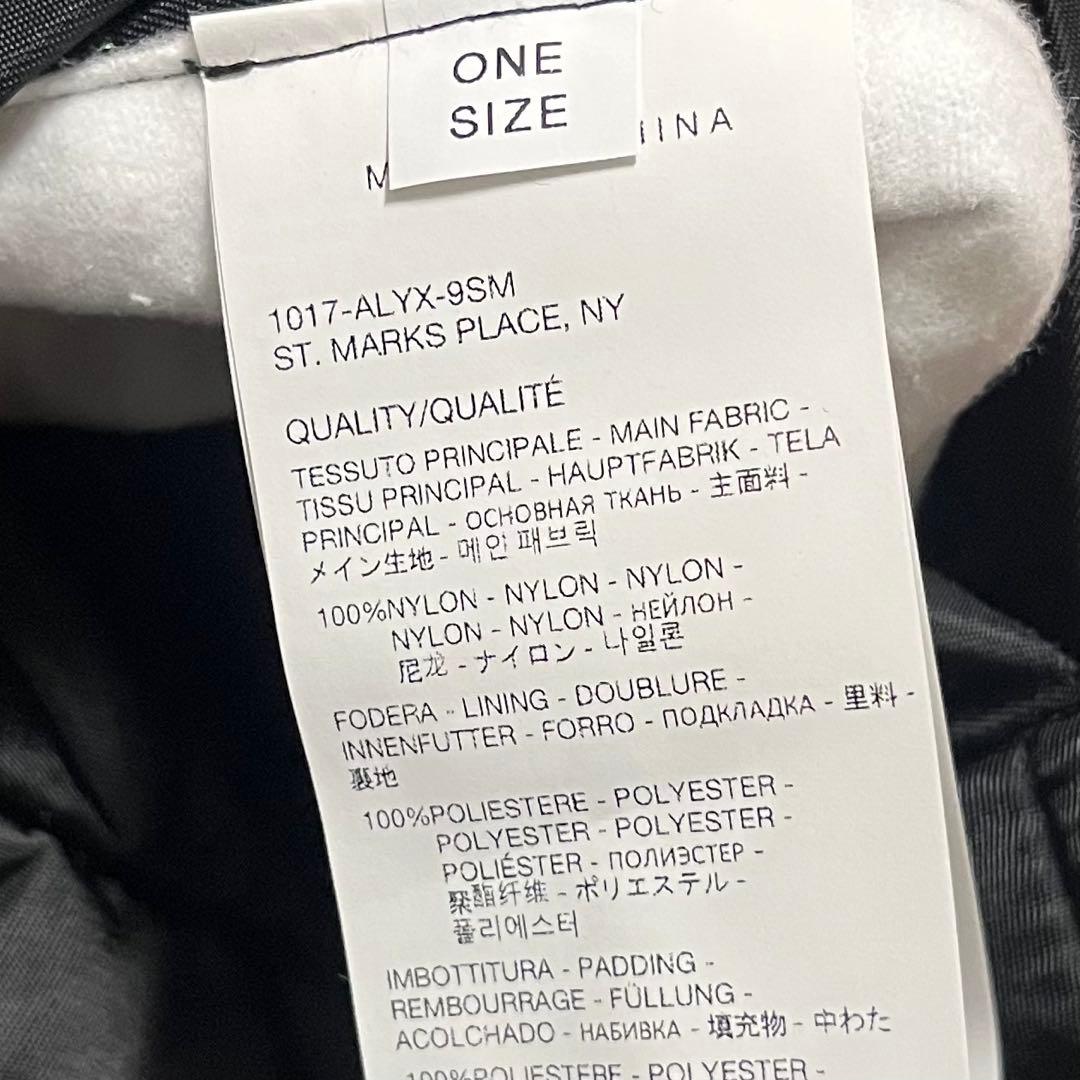 ONE
SIZE
1017-ALYX-9SM
ST. MARKS PLACE, NY
QUALITY/QUALITÉ
TESSUTO PRINCIPALE - MAIN FABRIC -
TISSU PRINCIPAL - HAUPTFABRIK - TELA
PRINCIPAL - ОСНОВНАЯ ТКАНЬ - 主面料 -
メイン生地 - 메인 패브릭
100%NYLON - NYLON - NYLON -
NYLON - NYLON - НЕЙЛОН -
尼龙 - ナイロン - 나일론
FODERA - LINING - DOUBLURE -
INNENFUTTER - FORRO - ПОДКЛАДКА - 里料 -
裏地
100%POLIESTERE - POLYESTER -
POLYESTER - POLYESTER -
POLIÉSTER - ПОЛИЭСТЕР -
聚酯纤维 - ポリエステル -
폴리에스터
IMBOTTITURA - PADDING -
REMBOURRAGE - FÜLLUNG -
ACOLCHADO - НАБИВКА - 填充物 - 中わた
100%POLIESTERE - POLYESTER -